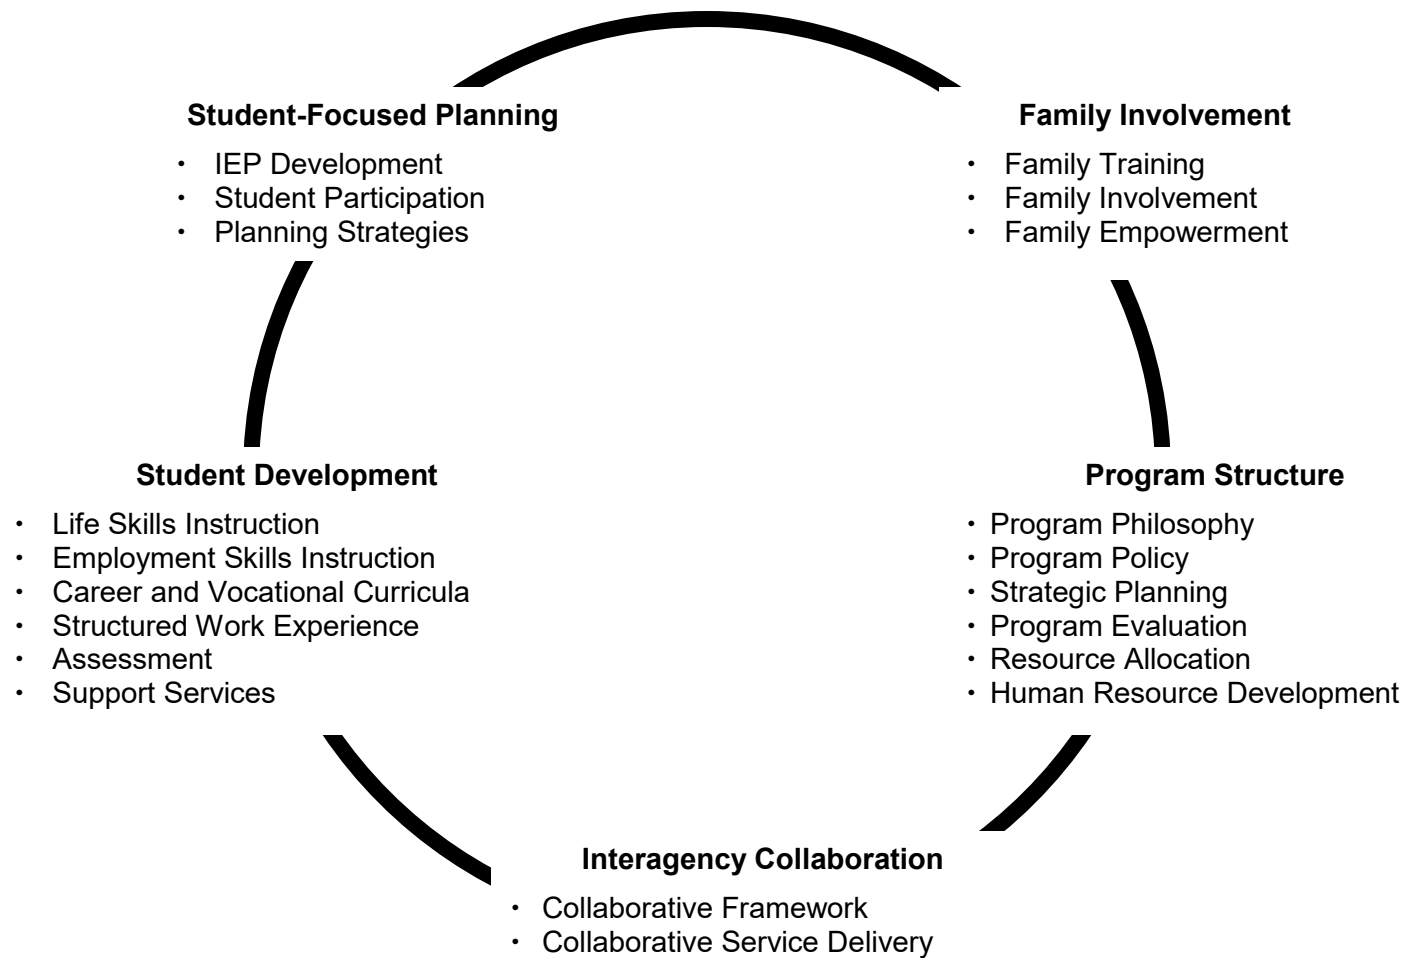 Student-Focused Planning
· IEP Development
· Student Participation
· Planning Strategies
Family Involvement
· Family Training
· Family Involvement
· Family Empowerment
Student Development
· Life Skills Instruction
· Employment Skills Instruction
· Career and Vocational Curricula
· Structured Work Experience
· Assessment
· Support Services
Program Structure
· Program Philosophy
· Program Policy
· Strategic Planning
· Program Evaluation
· Resource Allocation
· Human Resource Development
Interagency Collaboration
· Collaborative Framework
· Collaborative Service Delivery